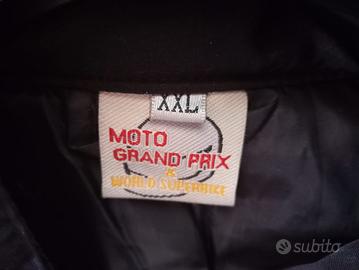 XXL
MOTO
GRAND PRIX
&
WORLD SUPERBIKE
subito